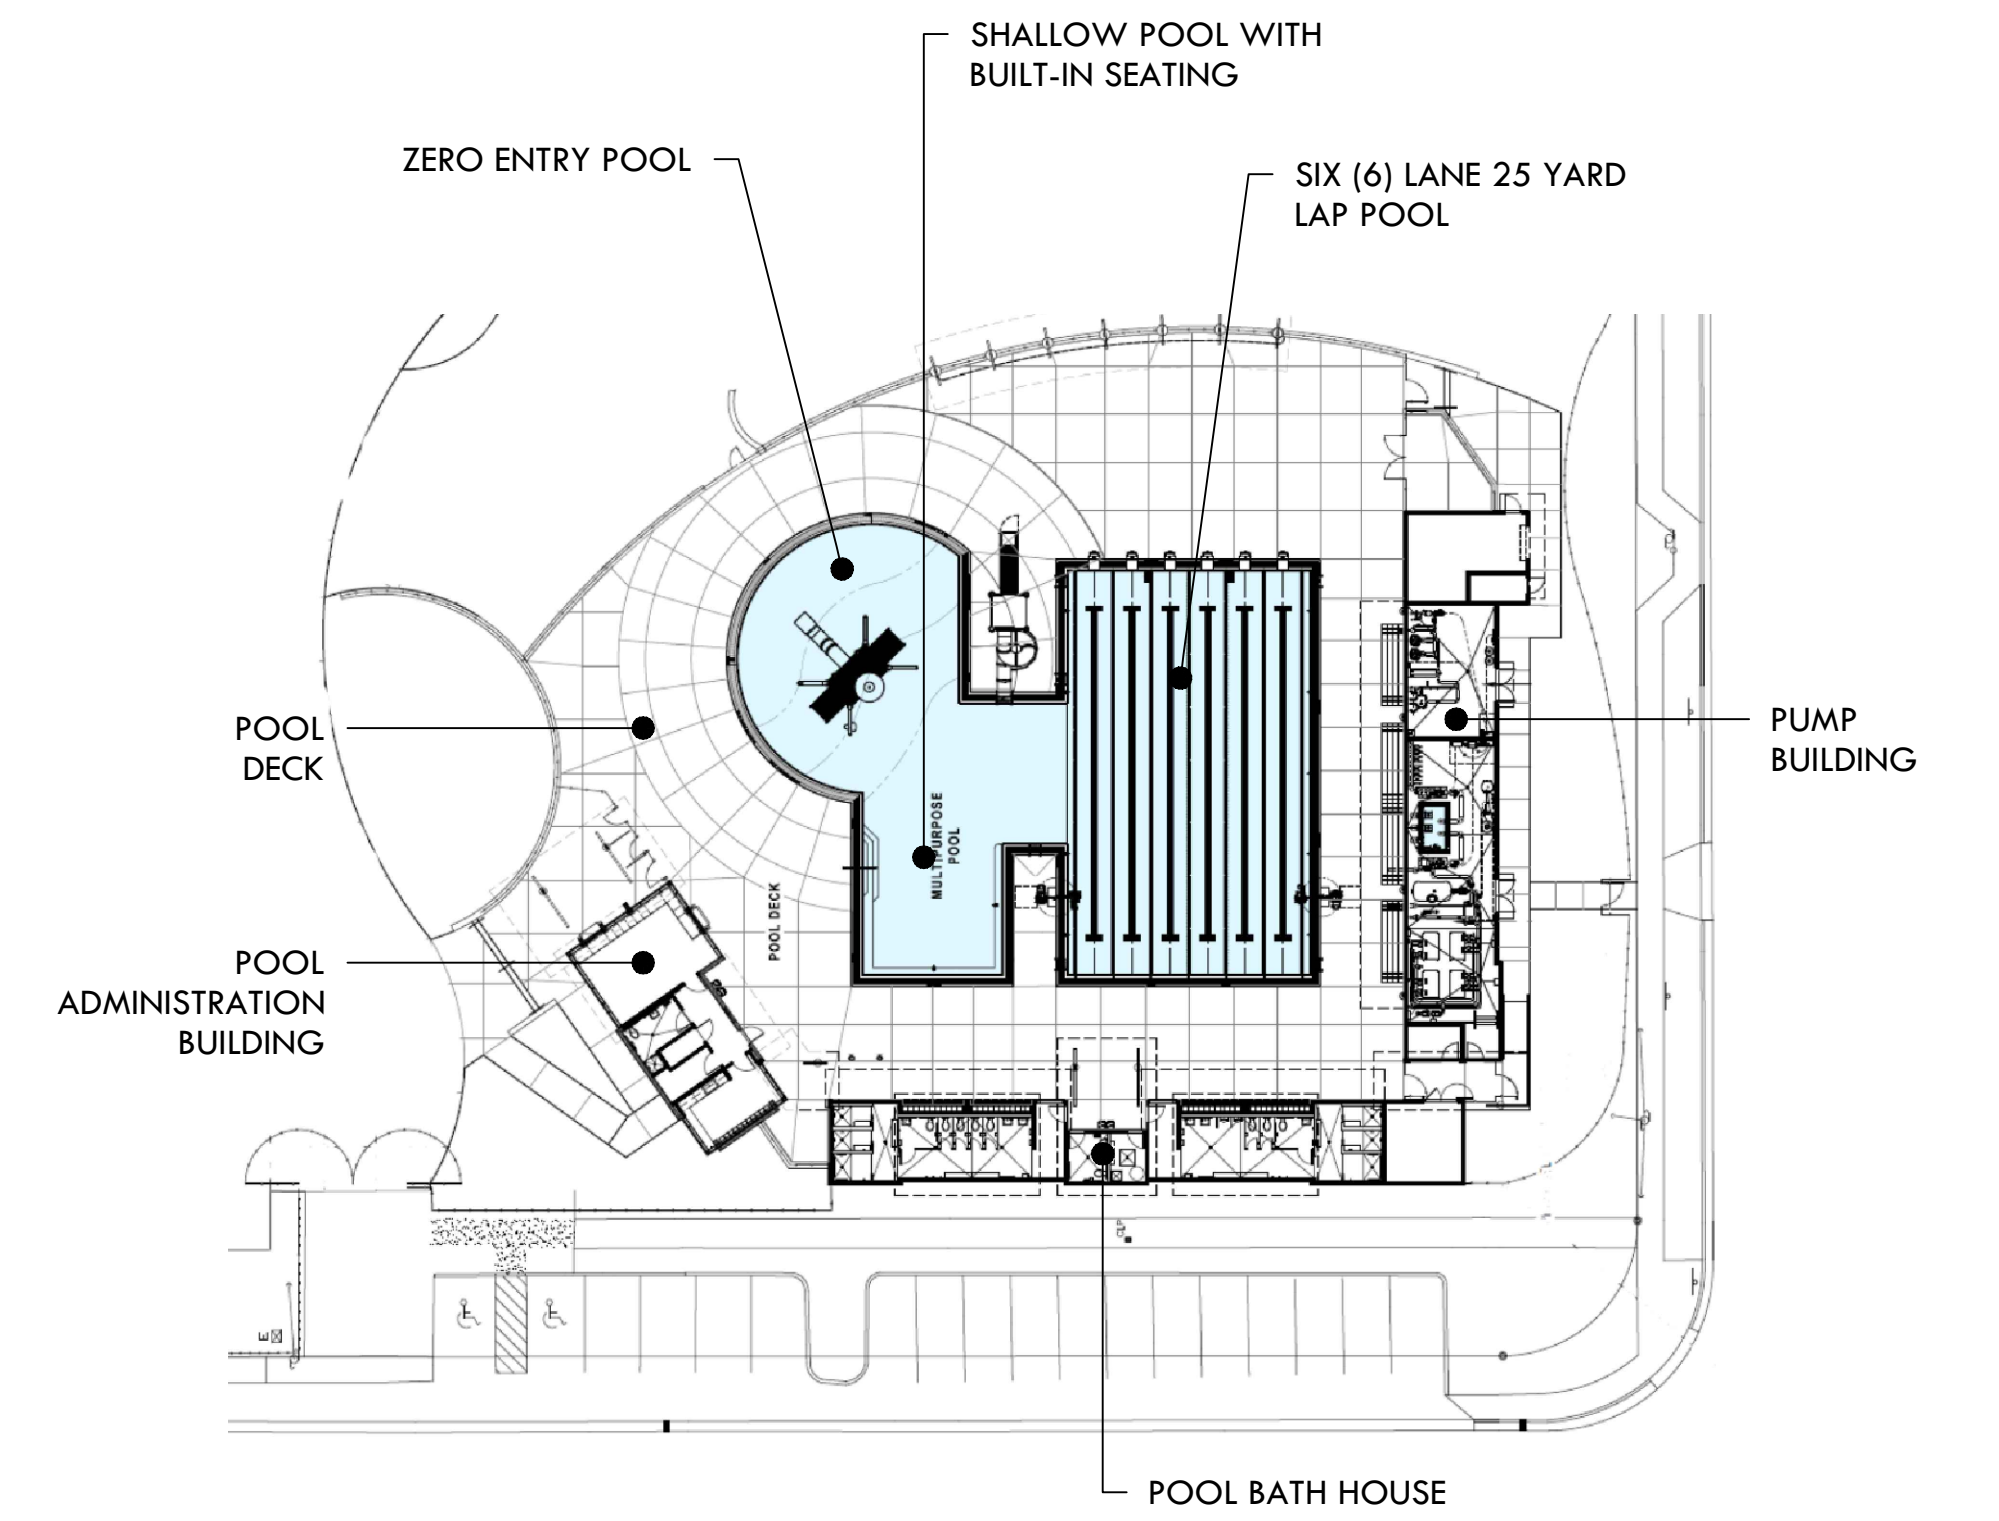 SHALLOW POOL WITH
BUILT-IN SEATING
ZERO ENTRY POOL
SIX (6) LANE 25 YARD
LAP POOL
POOL
DECK
PUMP
BUILDING
MULTIPURPOSE
POOL
POOL DECK
POOL
ADMINISTRATION
BUILDING
E
POOL BATH HOUSE